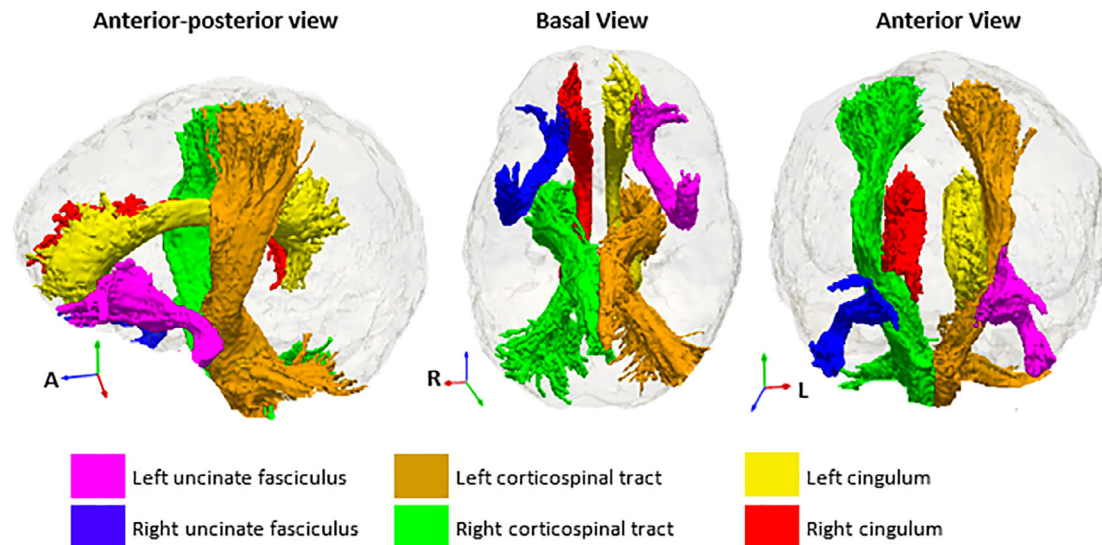 Anterior-posterior view
Basal View
Anterior View
A
R
L
Left uncinate fasciculus
Left corticospinal tract
Left cingulum
Right uncinate fasciculus
Right corticospinal tract
Right cingulum